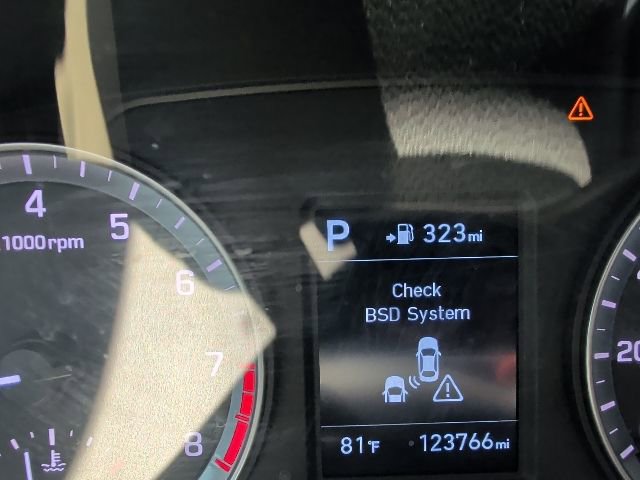 4
5
1000rpm
6
7
8
P 323mi
Check
BSD System
81°F 123766mi
20